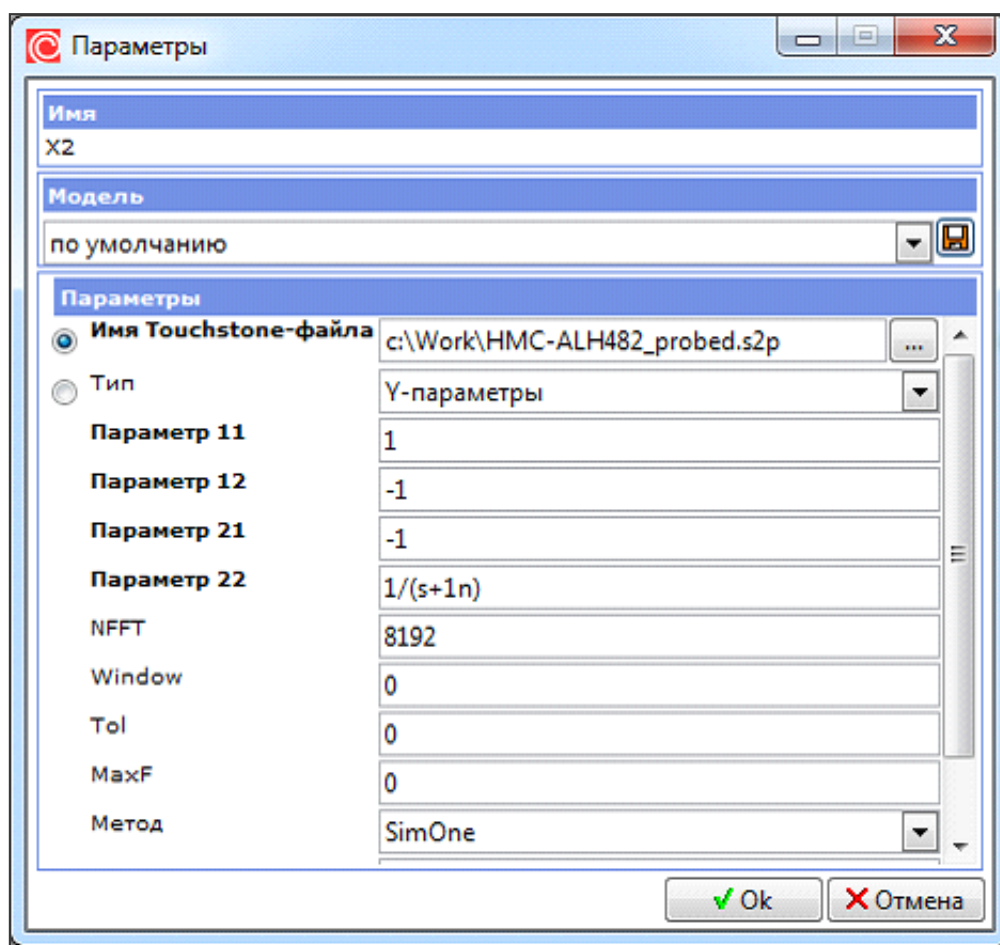 Параметры
Имя
X2
Модель
по умолчанию
Параметры
Имя Touchstone-файла c:\Work\HMC-ALH482_probed.s2p ...
Тип Y-параметры
Параметр 11 1
Параметр 12 -1
Параметр 21 -1
Параметр 22 1/(s+1n)
NFFT 8192
Window 0
Tol 0
MaxF 0
Метод SimOne
Ok Отмена